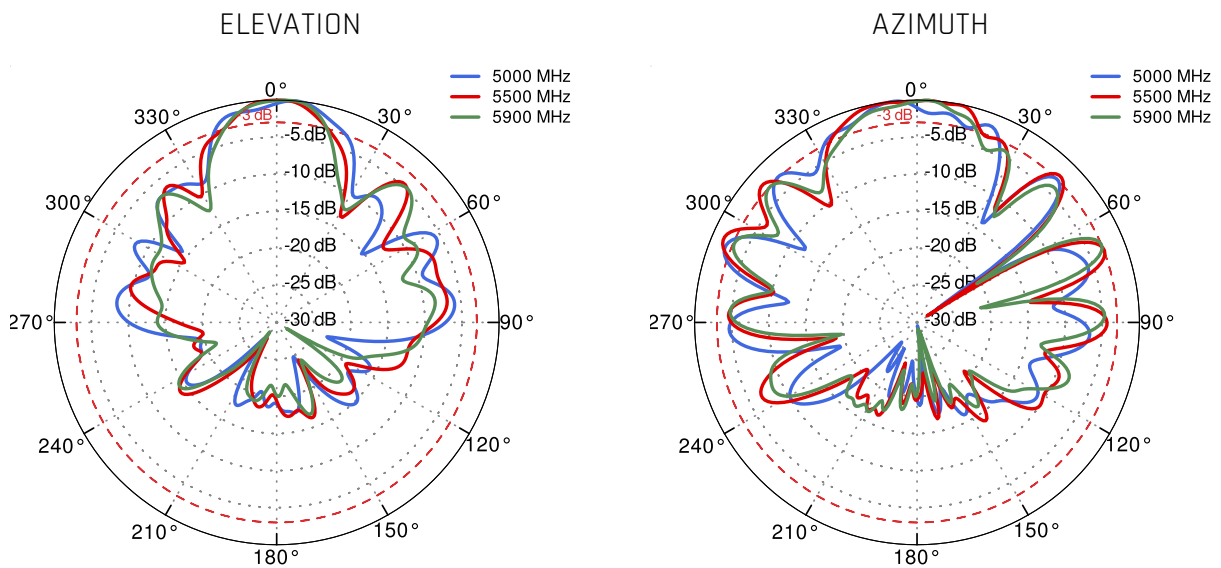 ELEVATION
5000 MHz
5500 MHz
5900 MHz
0°
330°
30°
-3 dB
-5 dB
-10 dB
300°
60°
-15 dB
-20 dB
-25 dB
270°
-30 dB
90°
240°
120°
210°
150°
180°
AZIMUTH
5000 MHz
5500 MHz
5900 MHz
0°
330°
30°
-3 dB
-5 dB
-10 dB
300°
60°
-15 dB
-20 dB
-25 dB
270°
-30 dB
90°
240°
120°
210°
150°
180°